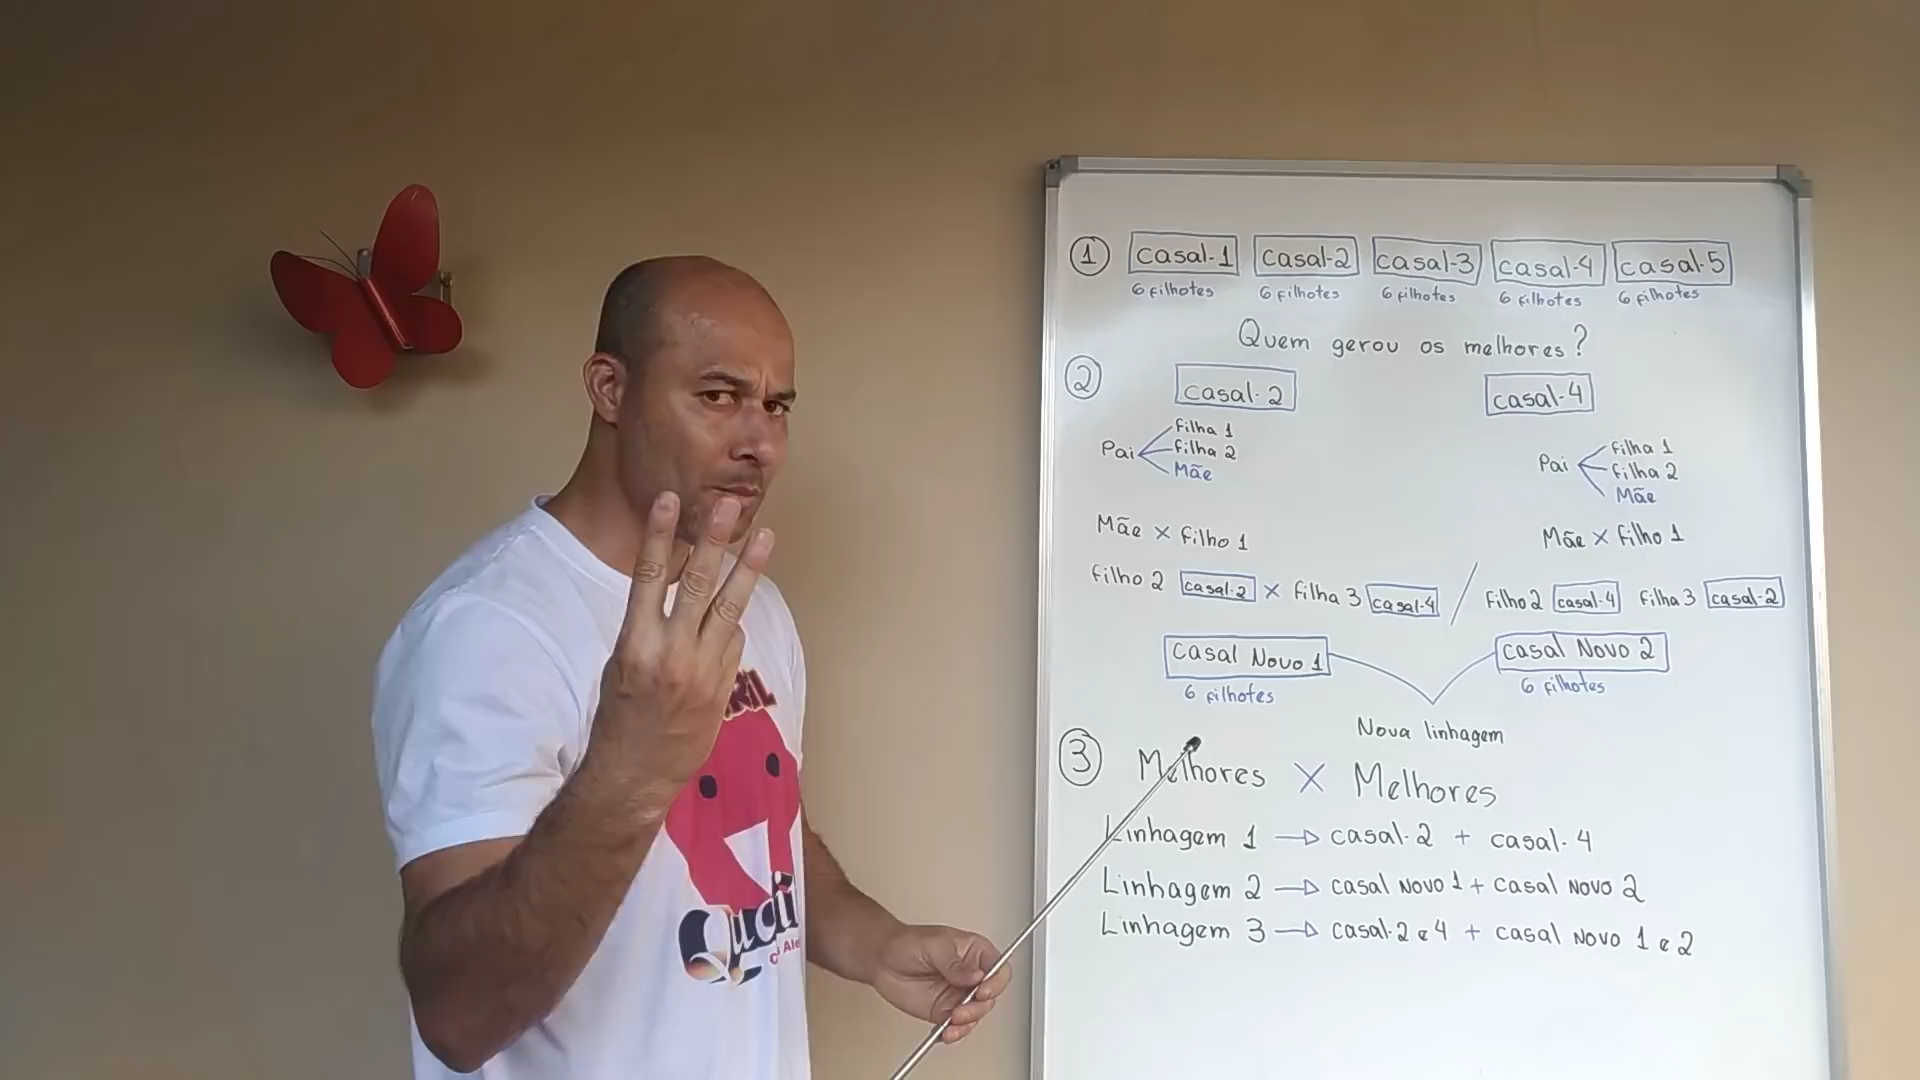 1 casal-1 casal-2 casal-3 casal-4 casal-5
6 filhotes 6 filhotes 6 filhotes 6 filhotes 6 filhotes
Quem gerou os melhores?
2 casal-2 casal-4
Pai Filha 1
Filha 2
Mãe
Pai Filha 1
Filha 2
Mãe
Mãe x Filho 1 Mãe x Filho 1
Filho 2 casal-2 x Filha 3 casal-4 / Filho 2 casal-4 Filha 3 casal-2
casal Novo 1 casal Novo 2
6 filhotes 6 filhotes
Nova linhagem
3 Melhores X Melhores
Linhagem 1 → casal-2 + casal-4
Linhagem 2 → casal Novo 1 + casal Novo 2
Linhagem 3 → casal-2 e 4 + casal Novo 1 e 2